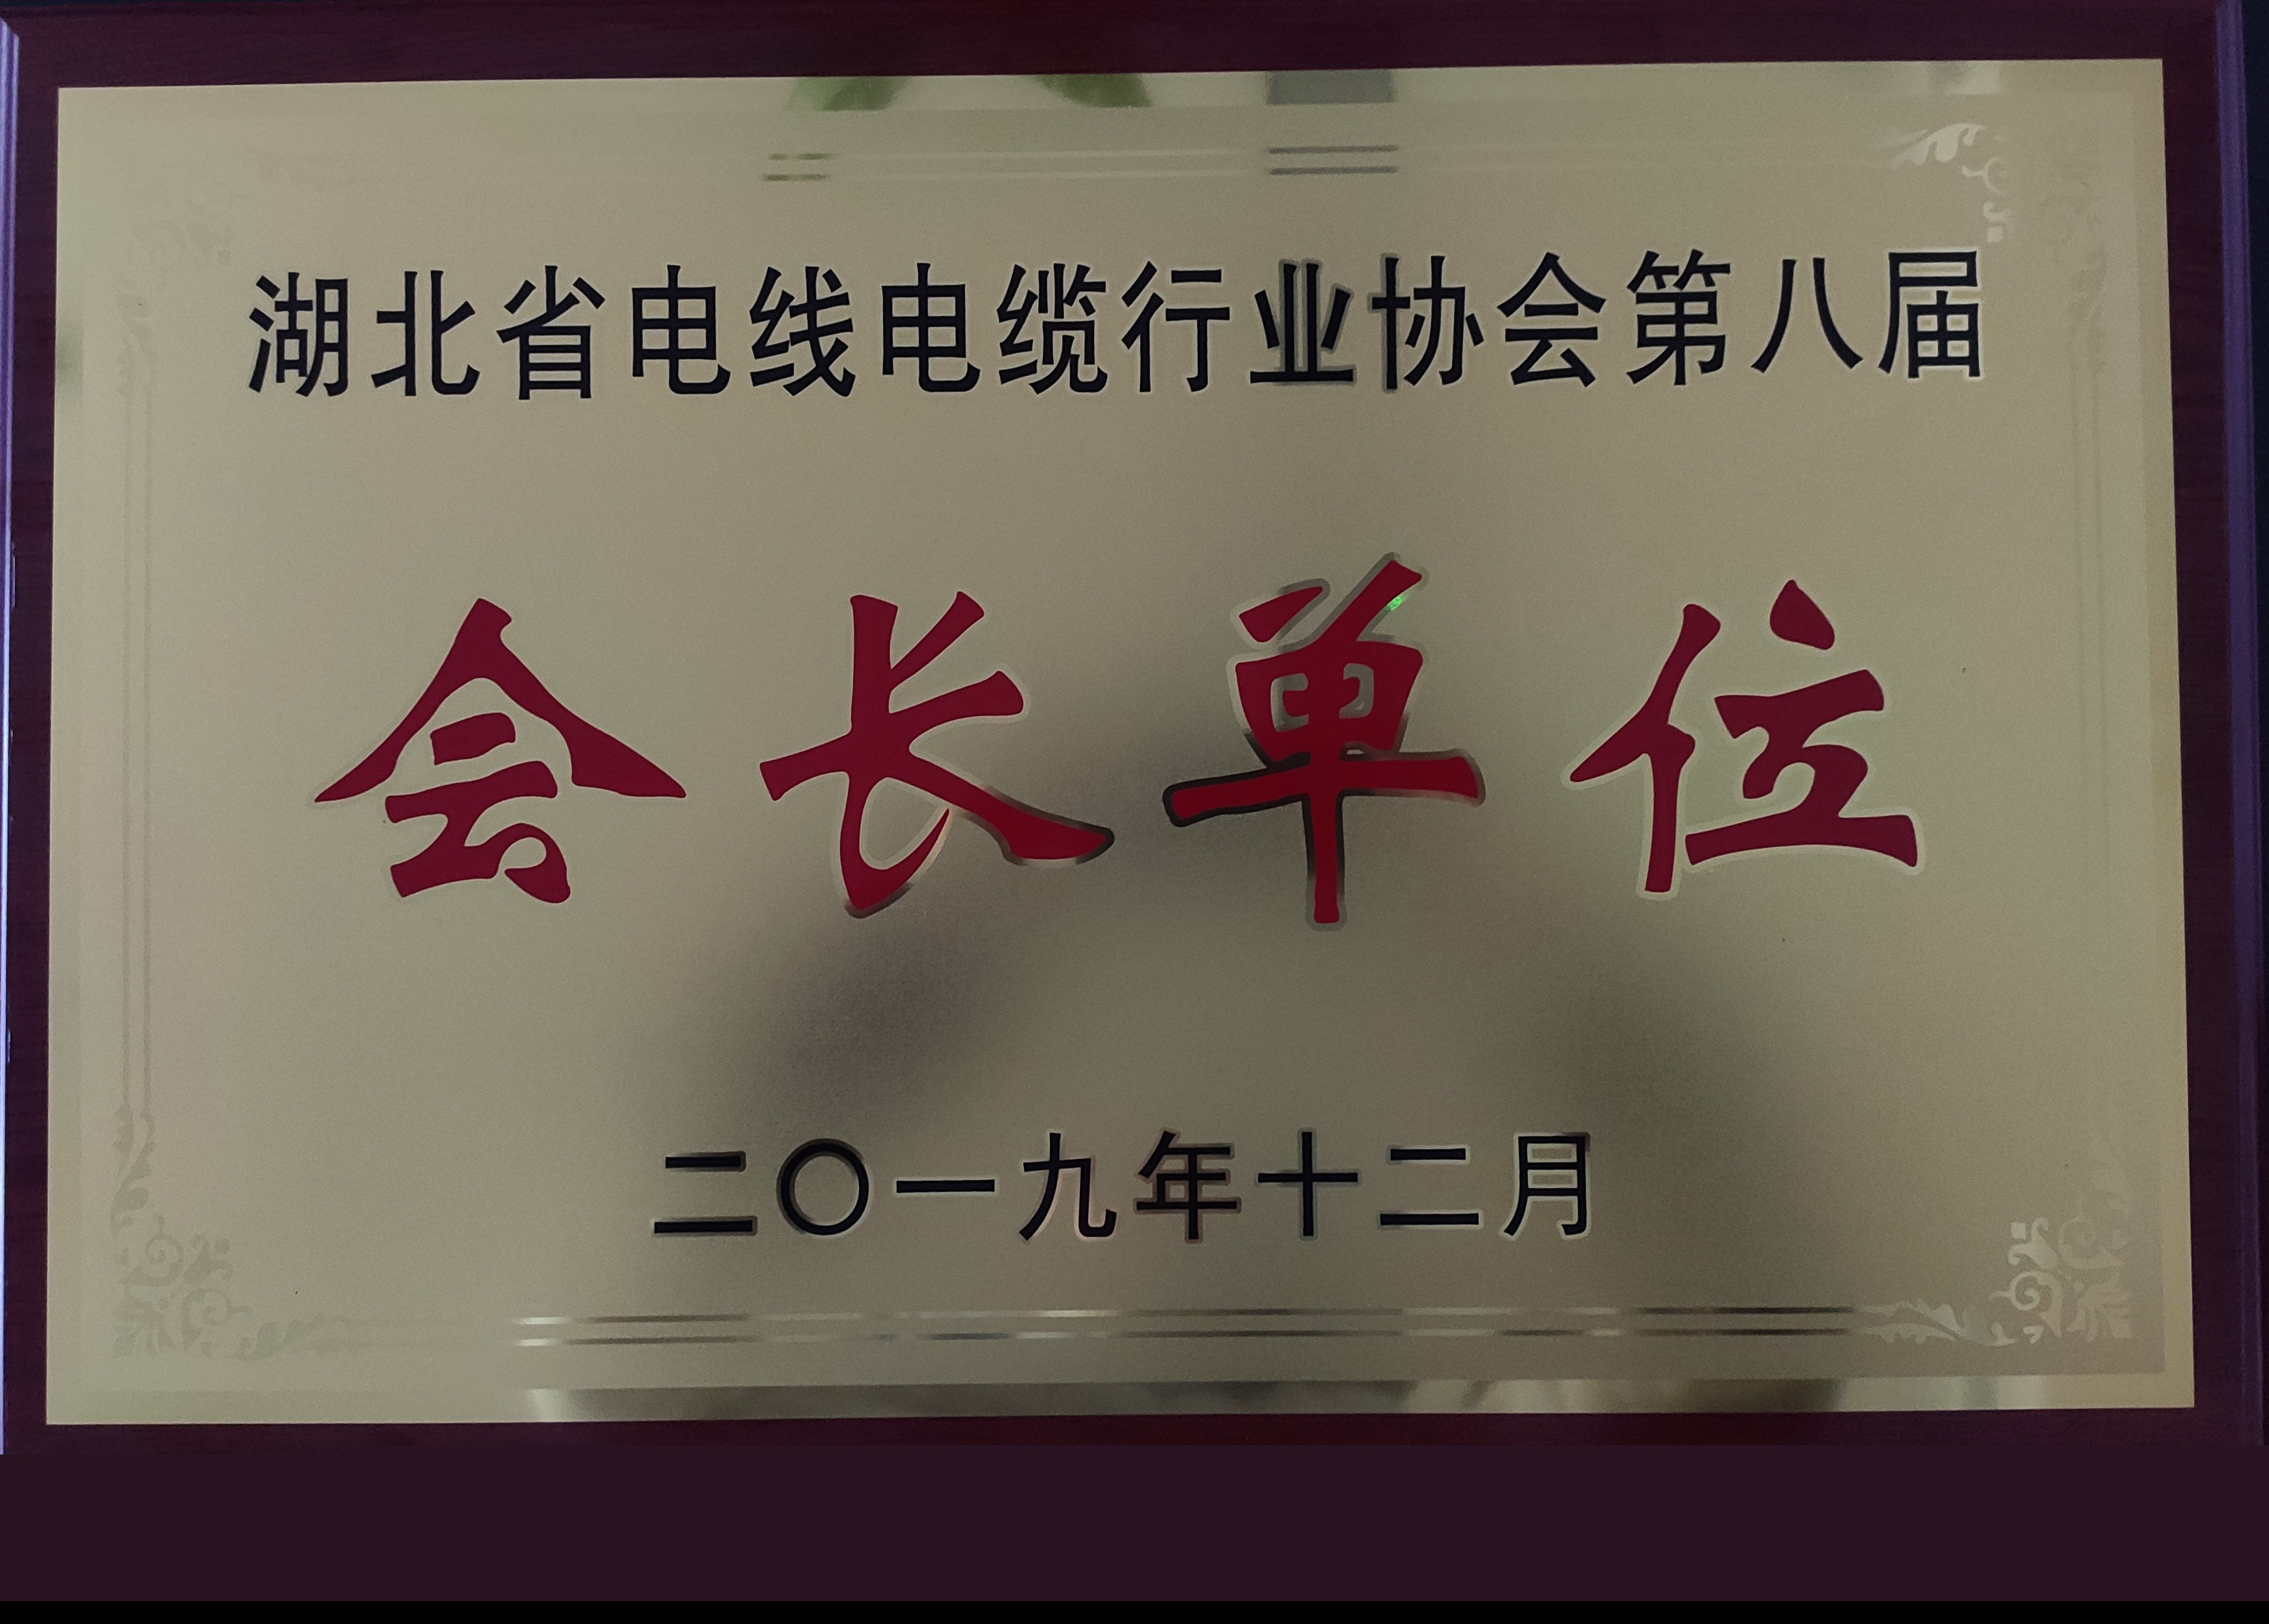 湖北省电线电缆行业协会第八届
会长单位
二〇一九年十二月